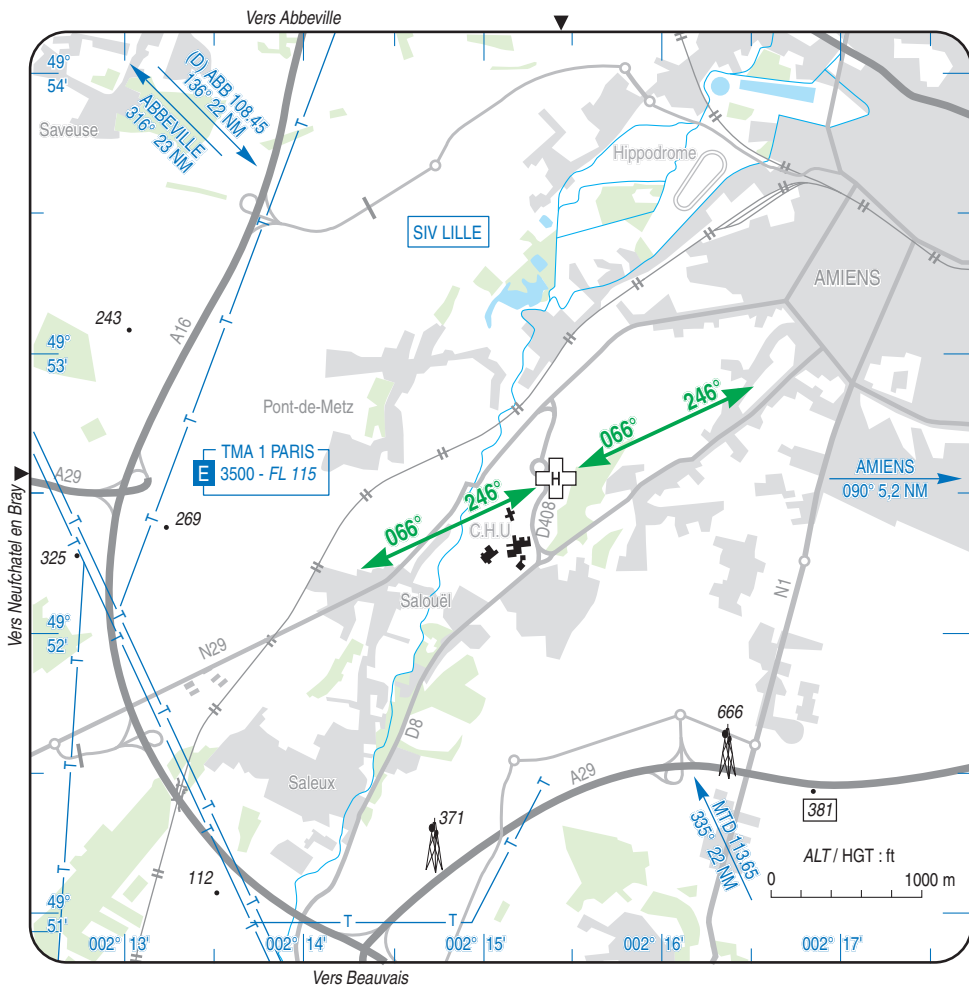 Vers Abbeville
49°
54'
(D) ABB 108.45
136° 22 NM
ABBEVILLE
316° 23 NM
Saveuse
Hippodrome
SIV LILLE
AMIENS
243
A16
49°
53'
Pont-de-Metz
246°
066°
TMA 1 PARIS
E
3500 - FL 115
A29
AMIENS
090° 5,2 NM
H
246°
066°
D408
C.H.U
269
325
Vers Neufchatel en Bray
N1
Salouël
49°
52'
N29
D8
666
A29
Saleux
381
371
MTD 113.65
335° 22 NM
ALT / HGT : ft
0 1000 m
112
49°
51'
002° 13' 002° 14' 002° 15' 002° 16' 002° 17'
T T T T T T T T T T T T T T T T T T T T
Vers Beauvais